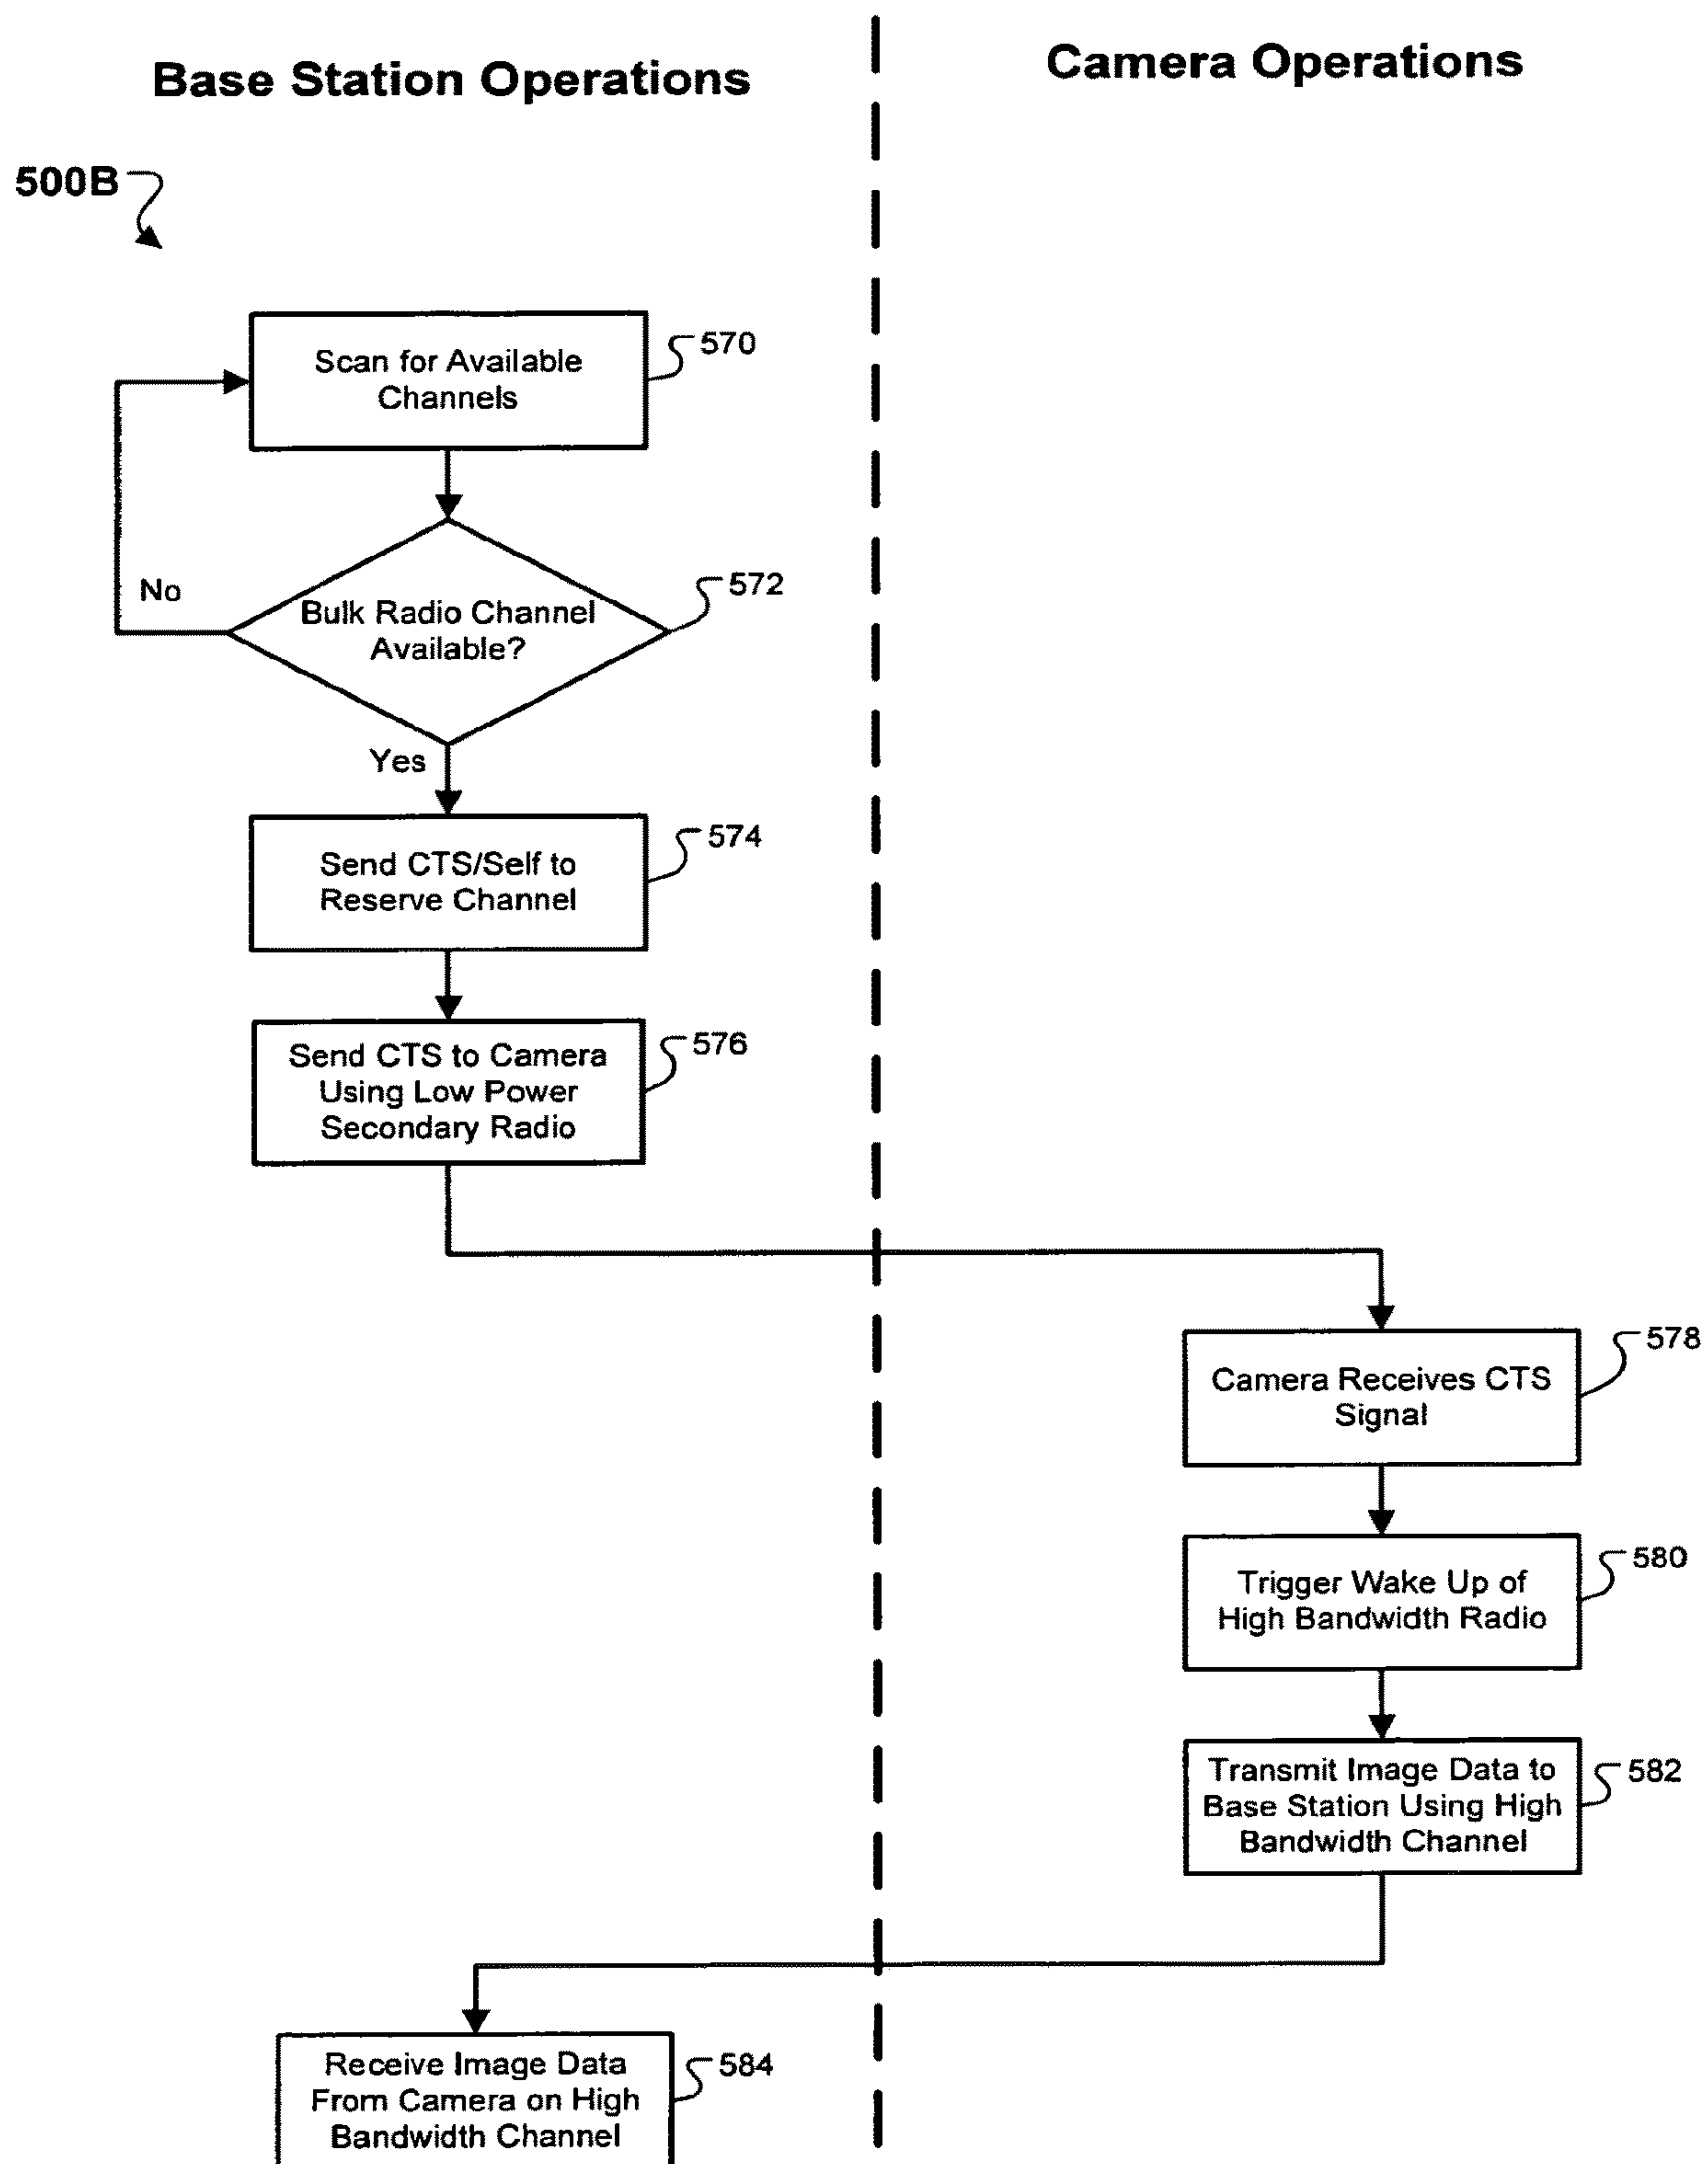 Base Station Operations
Camera Operations
500B
Scan for Available
Channels
570
No
Bulk Radio Channel
Available?
572
Yes
Send CTS/Self to
Reserve Channel
574
Send CTS to Camera
Using Low Power
Secondary Radio
576
Camera Receives CTS
Signal
578
Trigger Wake Up of
High Bandwidth Radio
580
Transmit Image Data to
Base Station Using High
Bandwidth Channel
582
Receive Image Data
From Camera on High
Bandwidth Channel
584